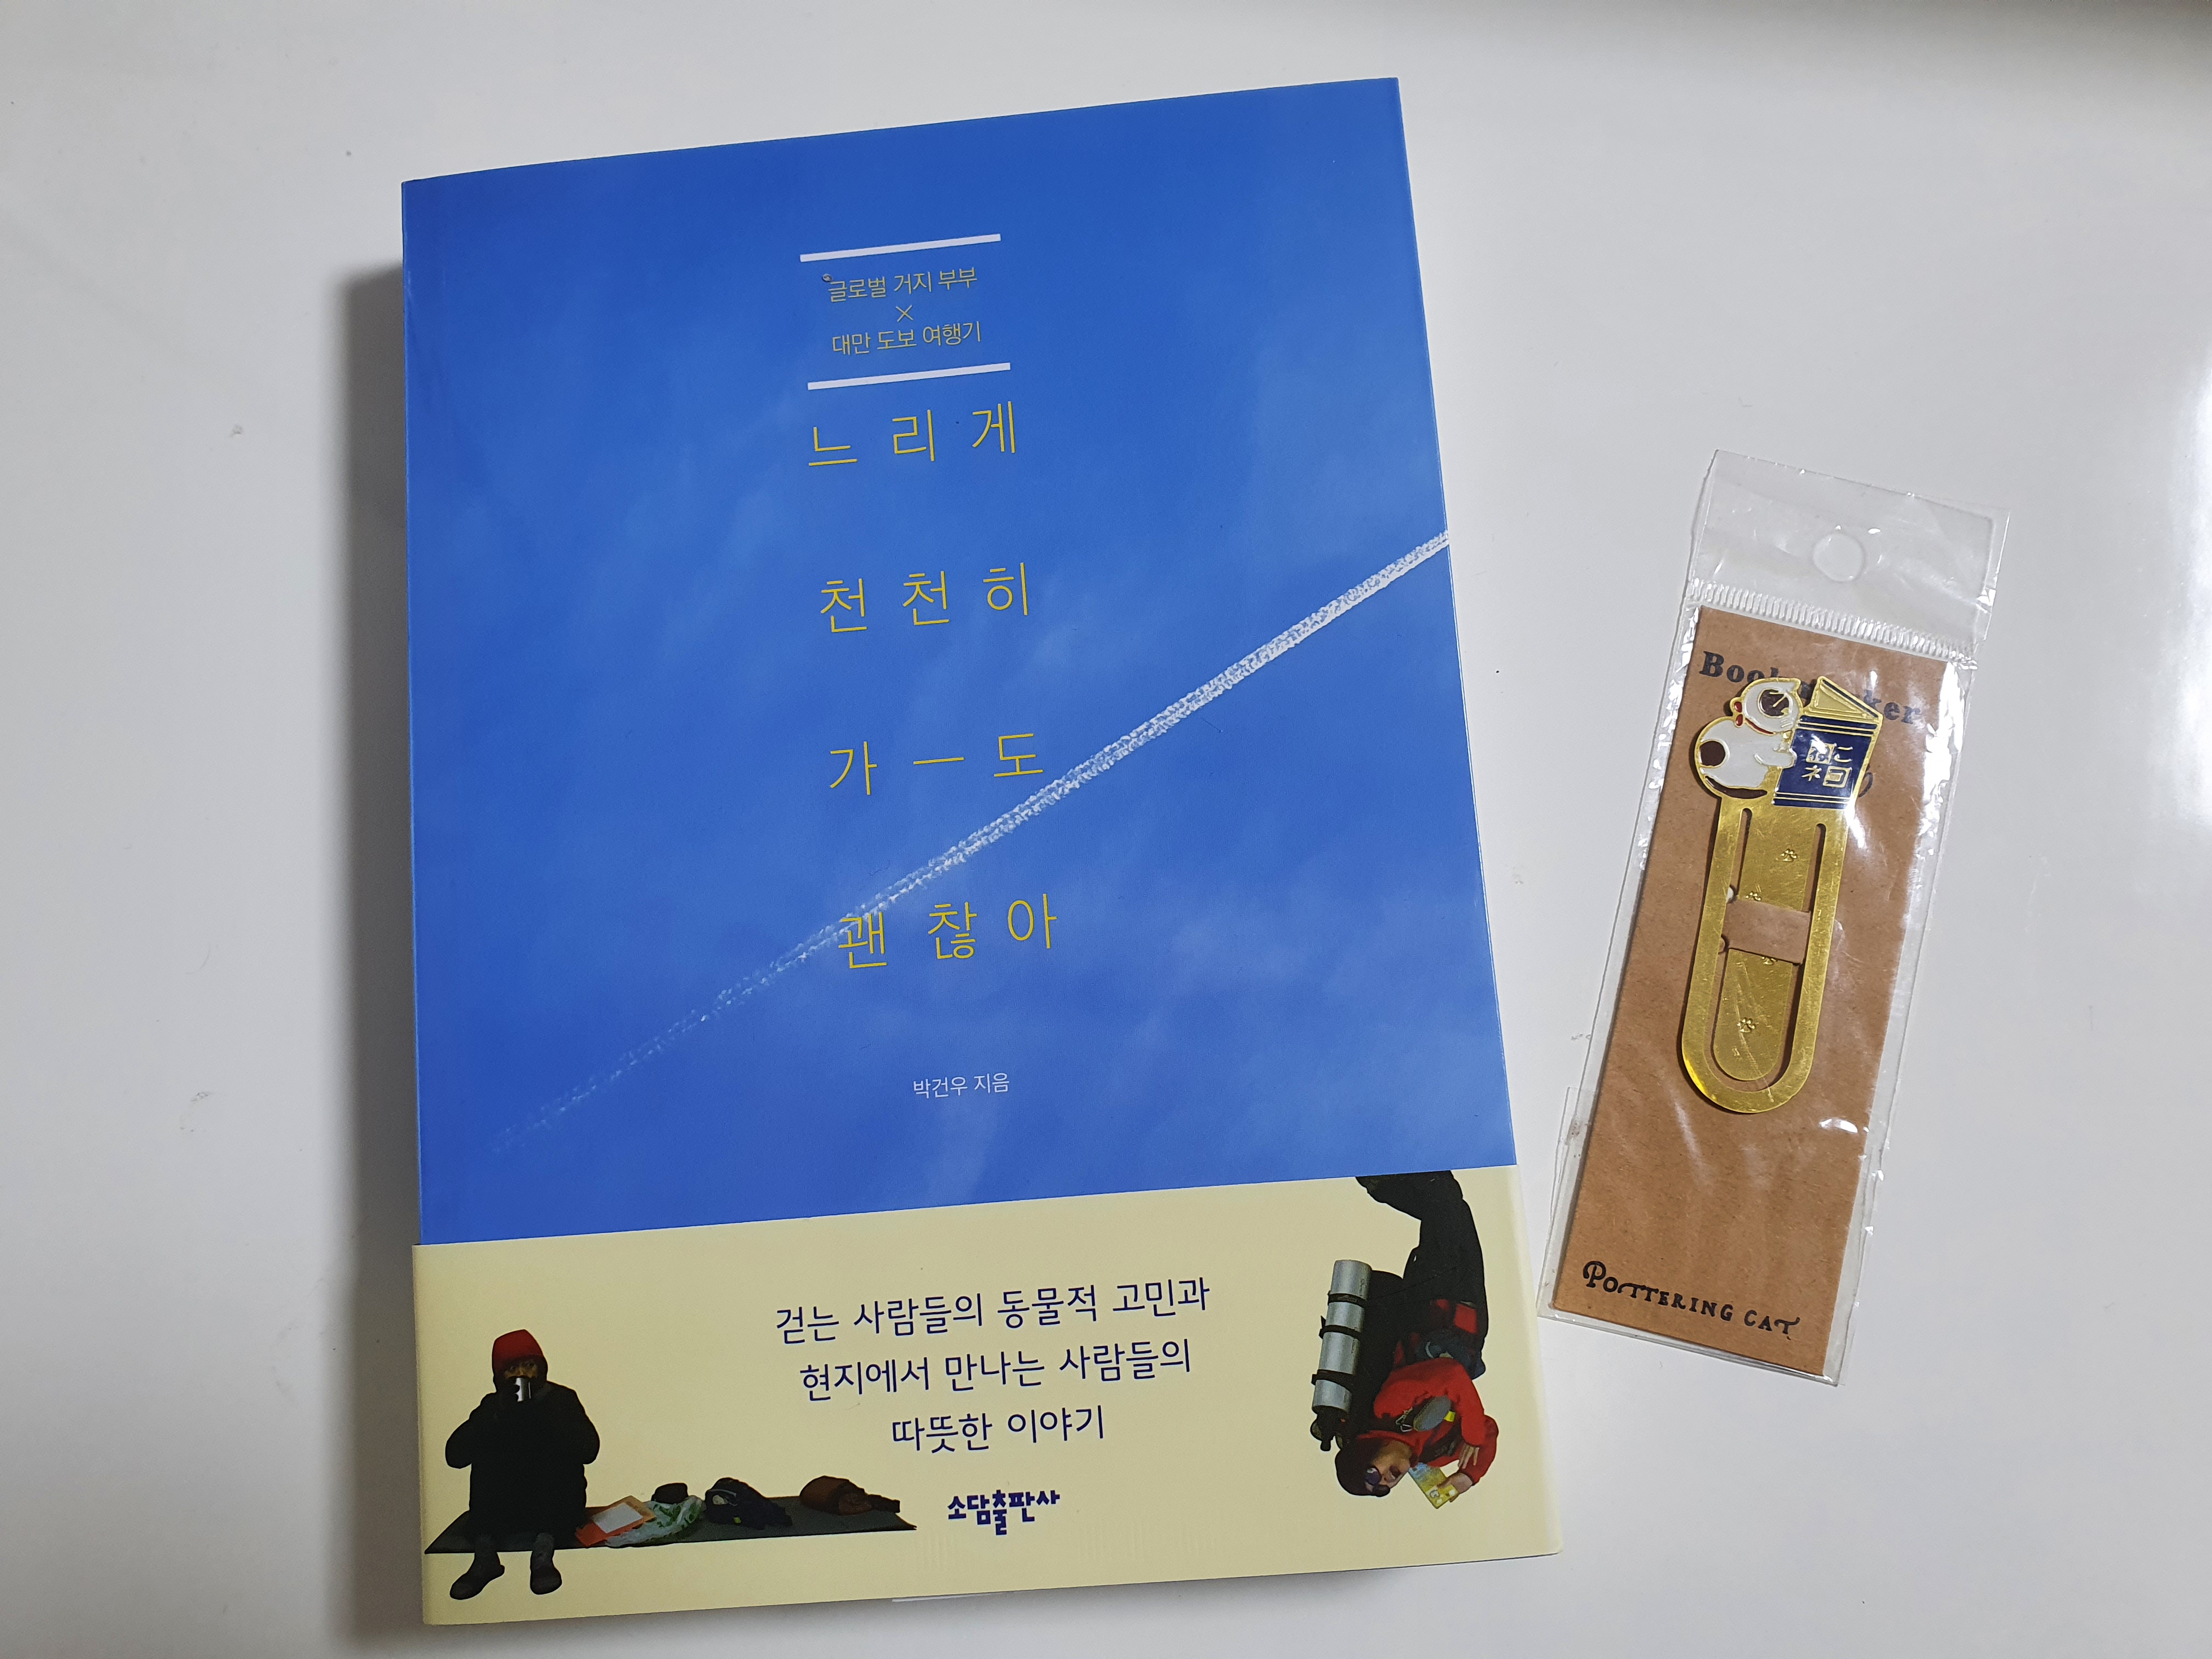 글로벌 거지 부부
×
대만 도보 여행기
느리게
천천히
가ㅡ도
괜찮아
박건우 지음
걷는 사람들의 동물적 고민과
현지에서 만나는 사람들의
따뜻한 이야기
소담출판사
POTTERING CAT